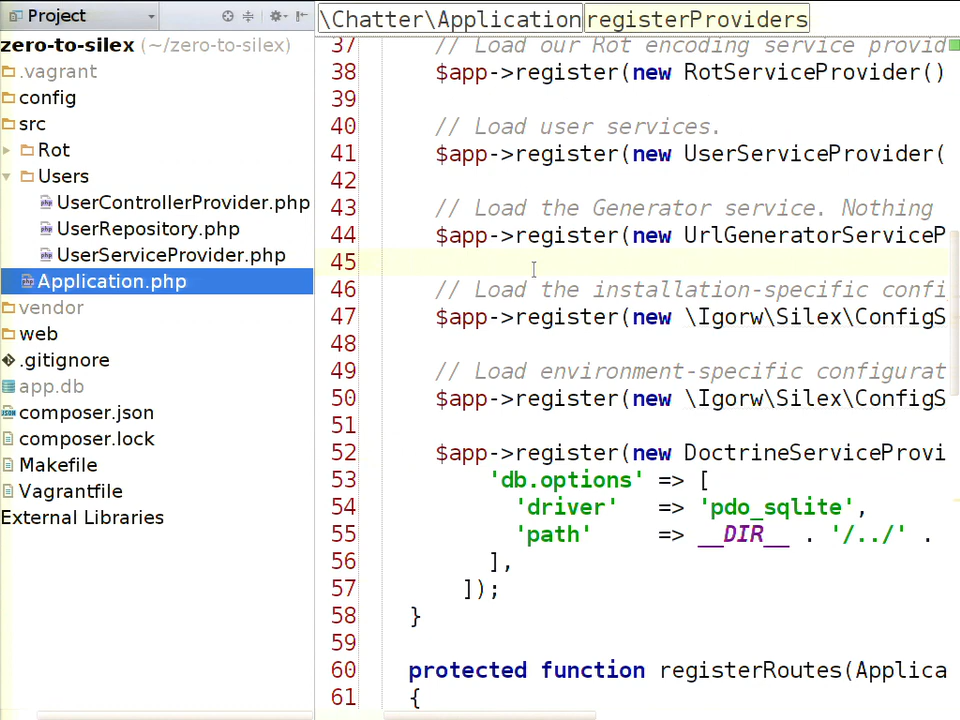 Project
\Chatter\Application registerProviders
zero-to-silex (~/zero-to-silex)
.vagrant
config
src
Rot
Users
UserControllerProvider.php
UserRepository.php
UserServiceProvider.php
Application.php
vendor
web
.gitignore
app.db
composer.json
composer.lock
Makefile
Vagrantfile
External Libraries
37 // Load our Rot encoding service provid
38 $app->register(new RotServiceProvider()
39
40 // Load user services.
41 $app->register(new UserServiceProvider(
42
43 // Load the Generator service. Nothing
44 $app->register(new UrlGeneratorServiceP
45
46 // Load the installation-specific confi
47 $app->register(new \Igorw\Silex\ConfigS
48
49 // Load environment-specific configurat
50 $app->register(new \Igorw\Silex\ConfigS
51
52 $app->register(new DoctrineServiceProvi
53 'db.options' => [
54 'driver' => 'pdo_sqlite',
55 'path' => __DIR__ . '/../' .
56 ],
57 ]);
58 }
59
60 protected function registerRoutes(Applica
61 {